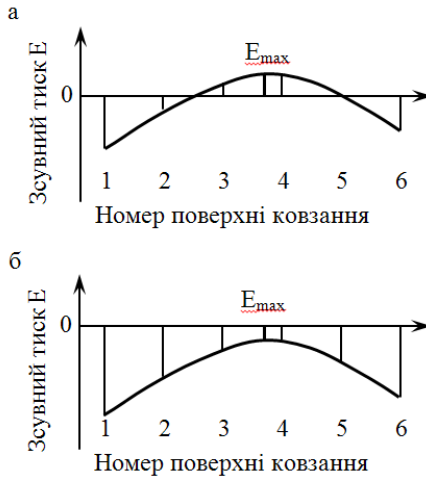 а
Зсувний тиск Е
Emax
0
1 2 3 4 5 6
Номер поверхні ковзання
б
Зсувний тиск Е
Emax
0
1 2 3 4 5 6
Номер поверхні ковзання